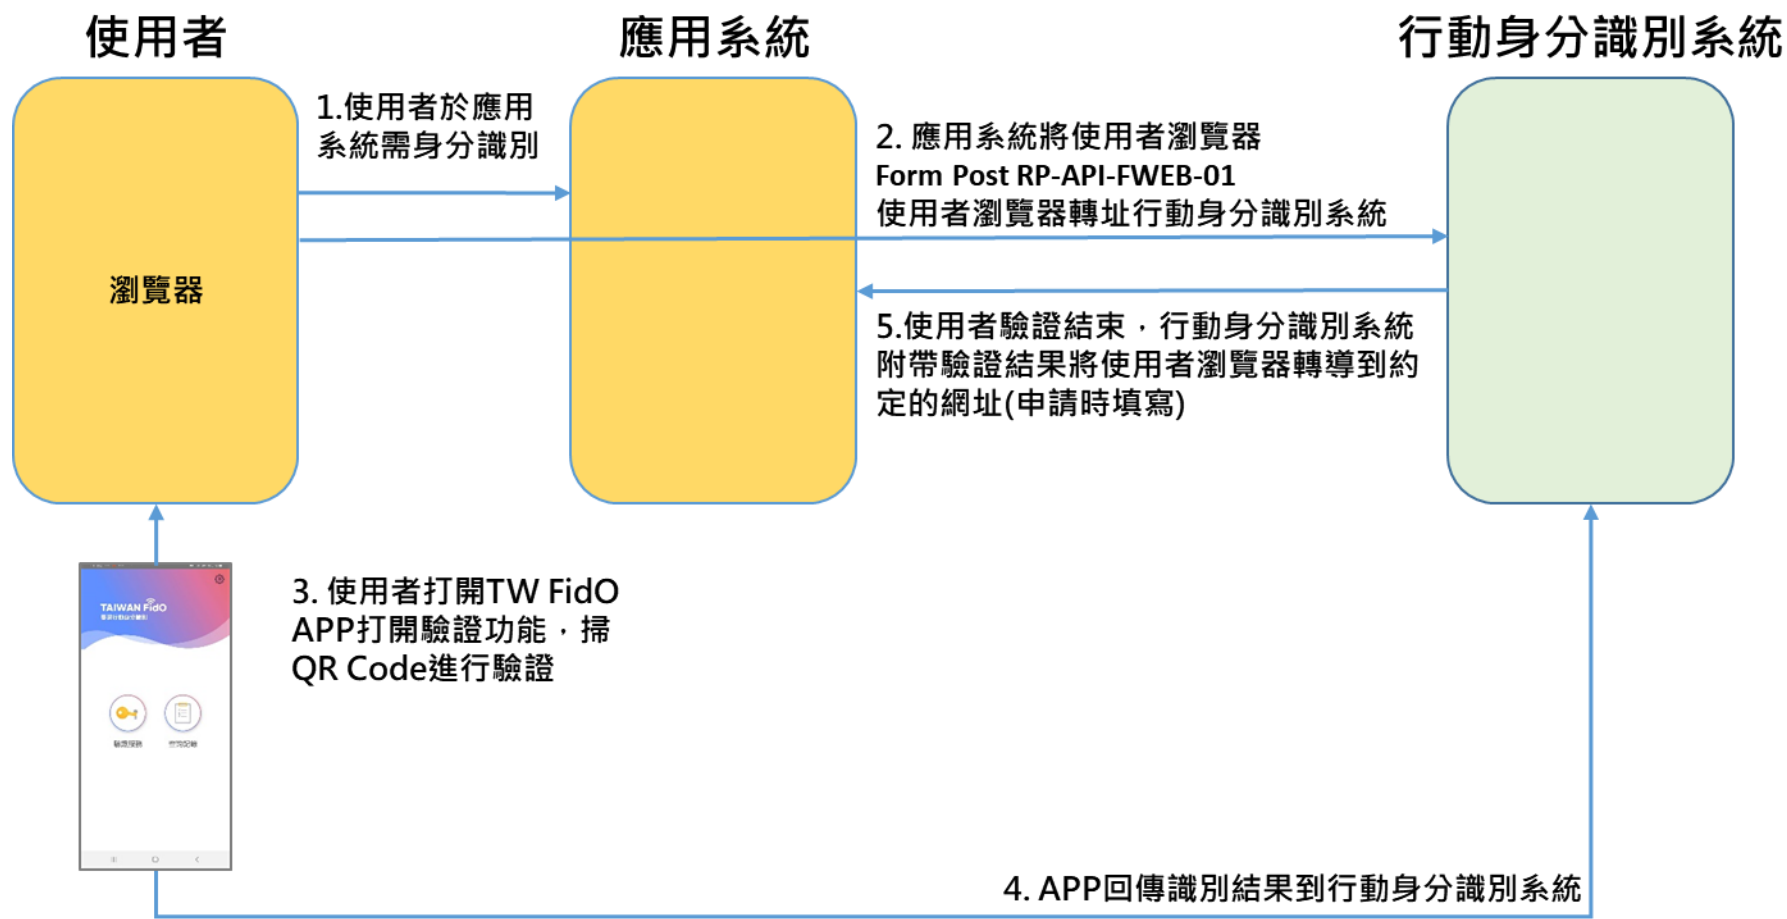 使用者
應用系統
行動身分識別系統
1.使用者於應用
系統需身分識別
2. 應用系統將使用者瀏覽器
Form Post RP-API-FWEB-01
使用者瀏覽器轉址行動身分識別系統
瀏覽器
5.使用者驗證結束，行動身分識別系統
附帶驗證結果將使用者瀏覽器轉導到約
定的網址(申請時填寫)
3. 使用者打開TW FidO
APP打開驗證功能，掃
QR Code進行驗證
TAIWAN FidO
4. APP回傳識別結果到行動身分識別系統